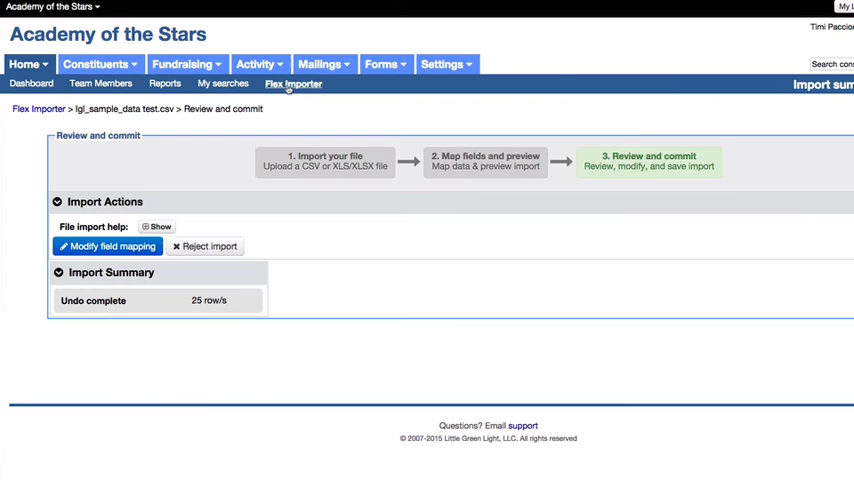 Academy of the Stars
My
Academy of the Stars
Timi Paccion
Home Constituents Fundraising Activity Mailings Forms Settings
Search cons
Dashboard Team Members Reports My searches Flex Importer
Import sum
Flex Importer > lgl_sample_data test.csv > Review and commit
Review and commit
1. Import your file
Upload a CSV or XLS/XLSX file
2. Map fields and preview
Map data & preview import
3. Review and commit
Review, modify, and save import
Import Actions
File import help: Show
Modify field mapping Reject import
Import Summary
Undo complete 25 row/s
Questions? Email support
© 2007-2015 Little Green Light, LLC. All rights reserved